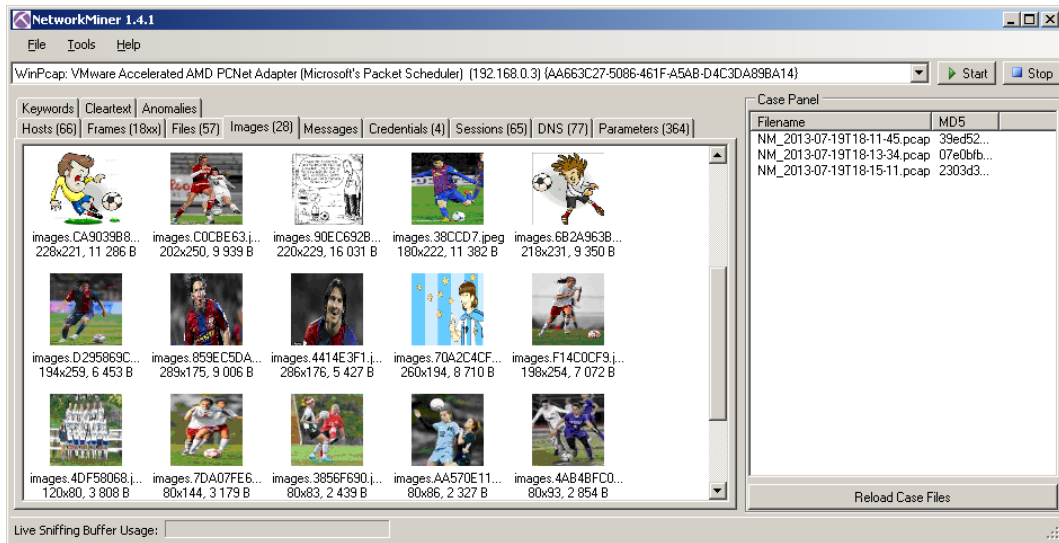 NetworkMiner 1.4.1
File Tools Help
WinPcap: VMware Accelerated AMD PCNet Adapter (Microsoft's Packet Scheduler) (192.168.0.3) {AA663C27-5086-461F-A5AB-D4C3DA89BA14}
Start Stop
Keywords Cleartext Anomalies
Hosts (66) Frames (18xx) Files (57) Images (28) Messages Credentials (4) Sessions (65) DNS (77) Parameters (364)
images.CA9039B8... images.C0CBE63.j... images.90EC692B... images.38CCD7.jpeg images.6B2A963B...
228x221, 11 286 B 202x250, 9 939 B 220x229, 16 031 B 180x222, 11 382 B 218x231, 9 350 B
images.D295869C... images.859EC5DA... images.4414E3F1.j... images.70A2C4CF... images.F14C0CF9.j...
194x259, 6 453 B 289x175, 9 006 B 286x176, 5 427 B 260x194, 8 710 B 198x254, 7 072 B
images.4DF58068.j... images.7DA07FE6... images.3856F690.j... images.AA570E11... images.4AB4BFC0...
120x80, 3 808 B 80x144, 3 179 B 80x83, 2 439 B 80x86, 2 327 B 80x93, 2 854 B
Case Panel
Filename MD5
NM_2013-07-19T18-11-45.pcap 39ed52...
NM_2013-07-19T18-13-34.pcap 07e0bfb...
NM_2013-07-19T18-15-11.pcap 2303d3...
Reload Case Files
Live Sniffing Buffer Usage: